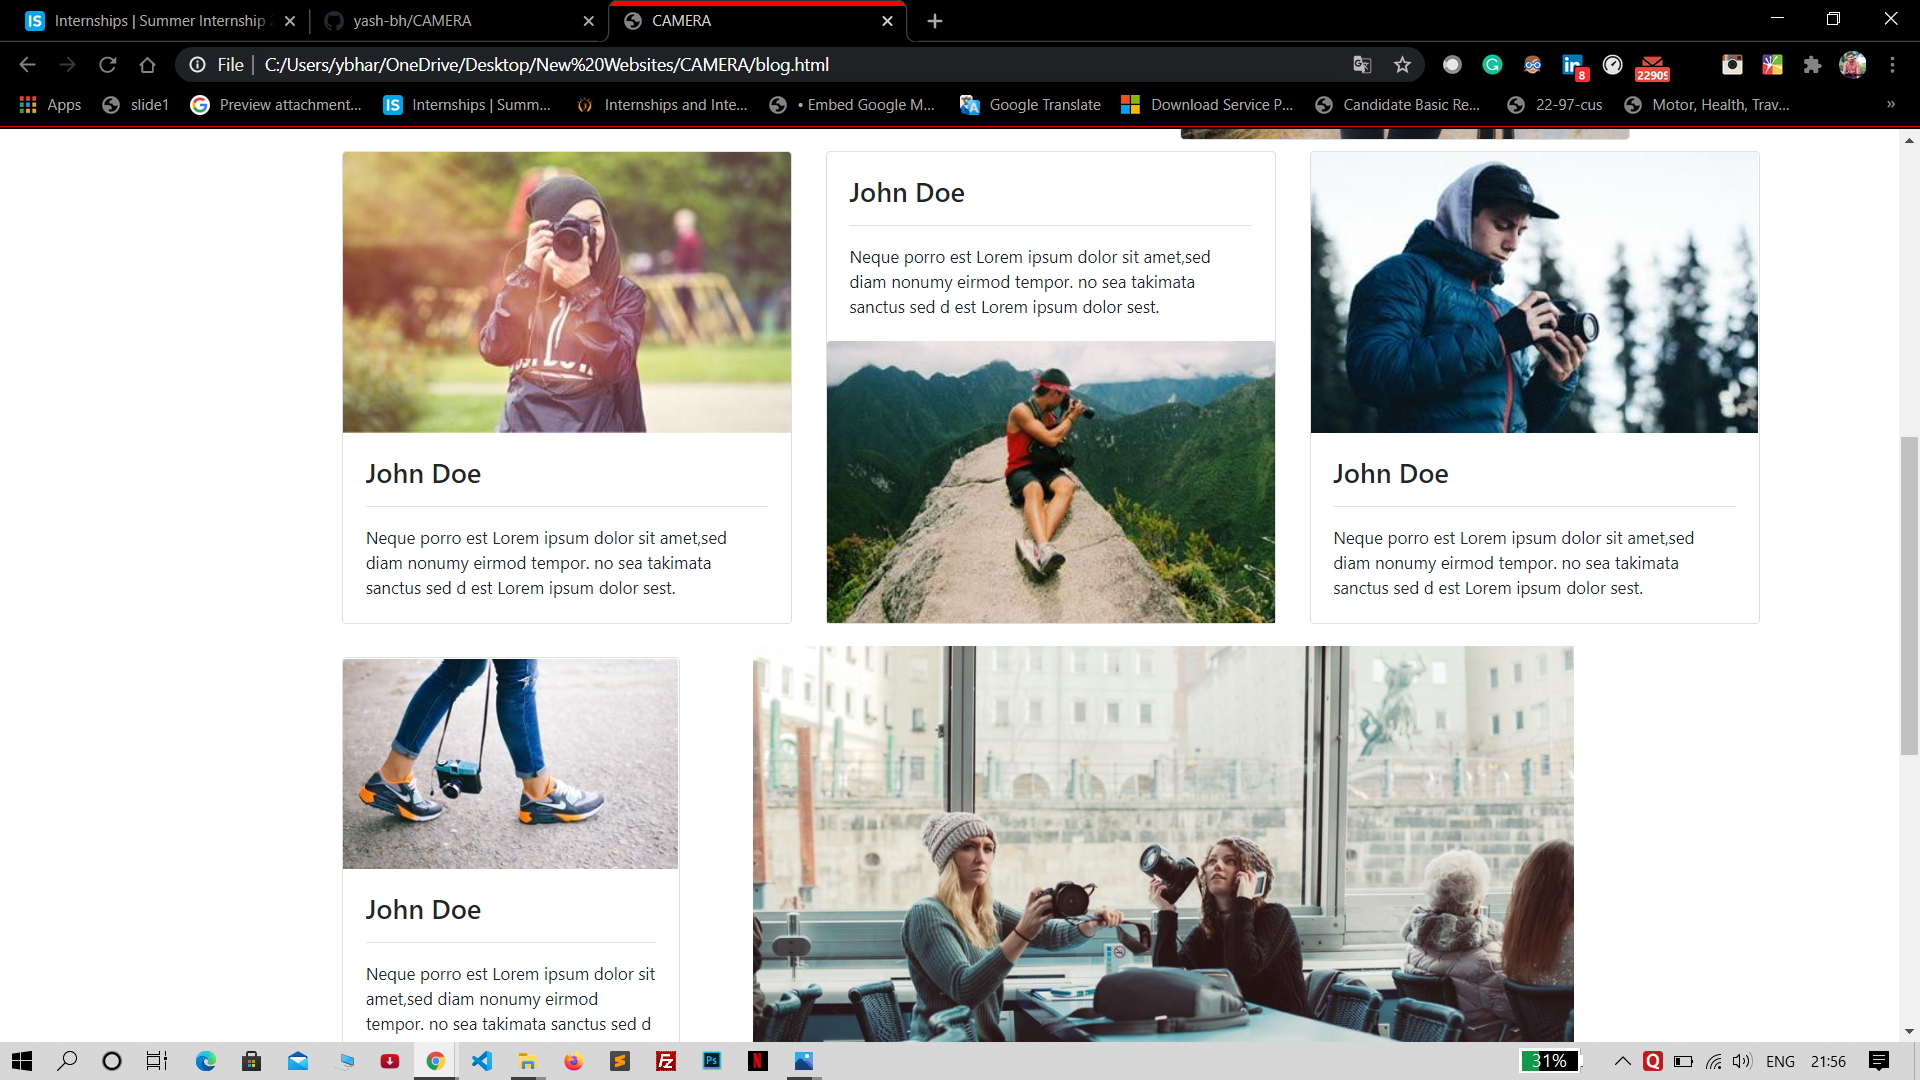 Internships | Summer Internship
yash-bh/CAMERA
CAMERA
File | C:/Users/ybhar/OneDrive/Desktop/New%20Websites/CAMERA/blog.html
8
22909
Apps
slide1
Preview attachment...
IS
Internships | Summ...
Internships and Inte...
• Embed Google M...
Google Translate
Download Service P...
Candidate Basic Re...
22-97-cus
Motor, Health, Trav...
»
John Doe
Neque porro est Lorem ipsum dolor sit amet,sed
diam nonumy eirmod tempor. no sea takimata
sanctus sed d est Lorem ipsum dolor sest.
John Doe
Neque porro est Lorem ipsum dolor sit amet,sed
diam nonumy eirmod tempor. no sea takimata
sanctus sed d est Lorem ipsum dolor sest.
John Doe
Neque porro est Lorem ipsum dolor sit amet,sed
diam nonumy eirmod tempor. no sea takimata
sanctus sed d est Lorem ipsum dolor sest.
John Doe
Neque porro est Lorem ipsum dolor sit
amet,sed diam nonumy eirmod
tempor. no sea takimata sanctus sed d
31%
ENG
21:56